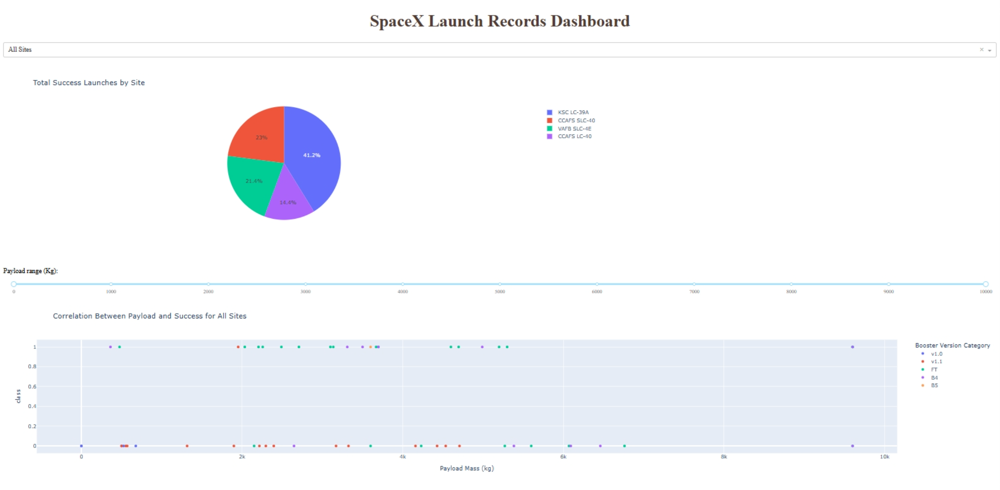 SpaceX Launch Records Dashboard
All Sites
×
Total Success Launches by Site
KSC LC-39A
CCAFS SLC-40
VAFB SLC-4E
CCAFS LC-40
23%
41.2%
21.4%
14.4%
Payload range (Kg):
0 1000 2000 3000 4000 5000 6000 7000 8000 9000 10000
Correlation Between Payload and Success for All Sites
Booster Version Category
v1.0
v1.1
FT
B4
B5
1
0.8
0.6
0.4
0.2
0
class
0 2k 4k 6k 8k 10k
Payload Mass (kg)